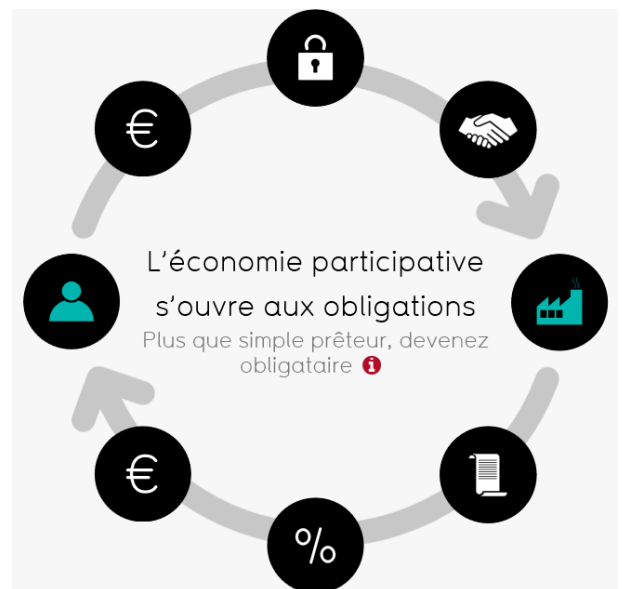 €
L'économie participative
s'ouvre aux obligations
Plus que simple prêteur, devenez
obligataire i
€
%